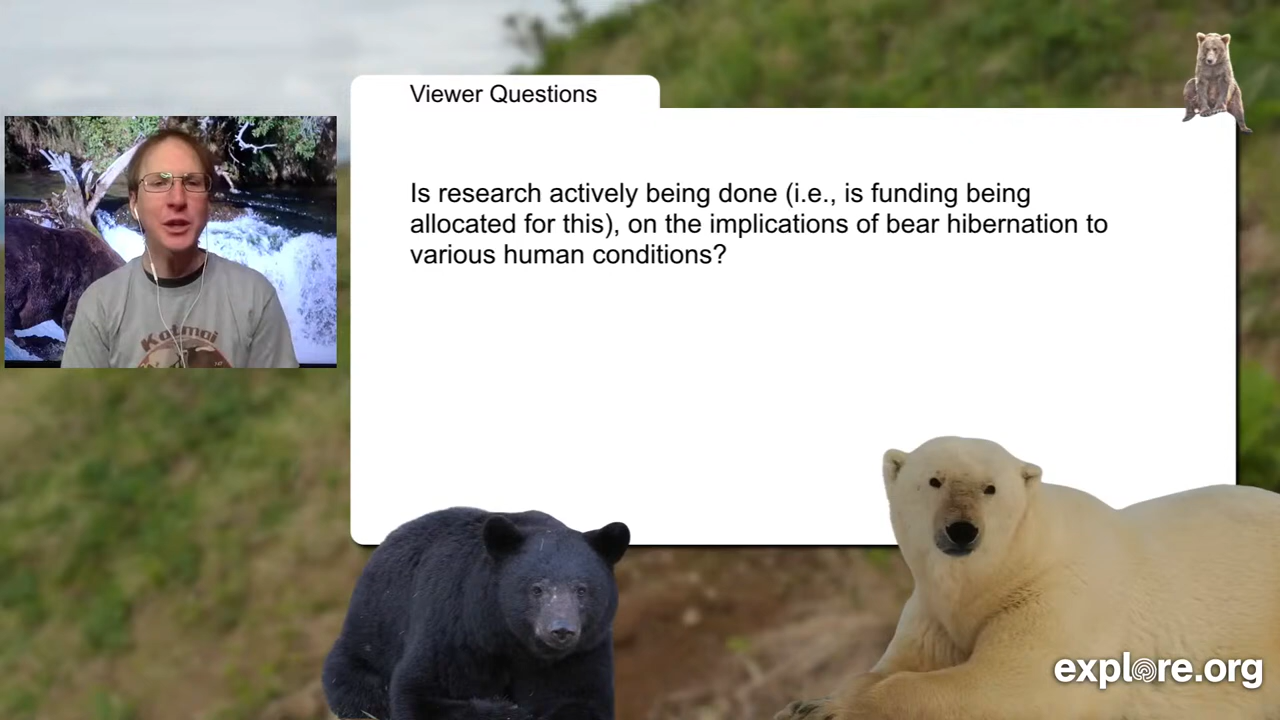 Viewer Questions
Is research actively being done (i.e., is funding being
allocated for this), on the implications of bear hibernation to
various human conditions?
Katmai
explore.org